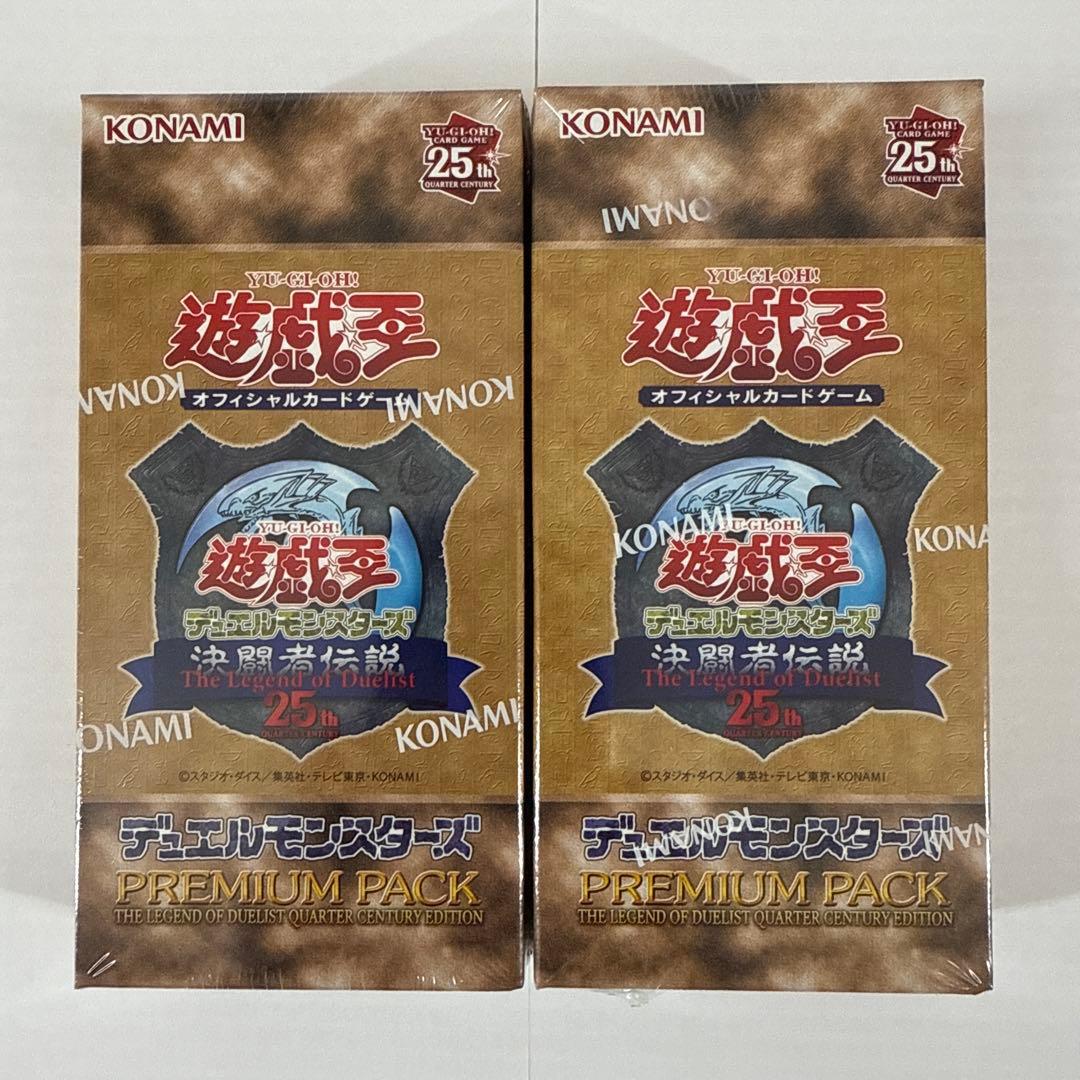 KONAMI
YU-GI-OH!
CARD GAME
25th
QUARTER CENTURY
YU-GI-OH!
遊戯王
オフィシャルカードゲーム
KONAMI
KONAMI
KONAMI
YU-GI-OH!
遊戯王
デュエルモンスターズ
決闘者伝説
The Legend of Duelist
25th
QUARTER CENTURY
ONAMI
KONAMI
©スタジオ・ダイス/集英社・テレビ東京・KONAMI
デュエルモンスターズ
PREMIUM PACK
THE LEGEND OF DUELIST QUARTER CENTURY EDITION
KONAMI
YU-GI-OH!
CARD GAME
25th
QUARTER CENTURY
ONAMI
YU-GI-OH!
遊戯王
オフィシャルカードゲーム
KONAMI
KONA
YU-GI-OH!
遊戯王
デュエルモンスターズ
決闘者伝説
The Legend of Duelist
25th
QUARTER CENTURY
©スタジオ・ダイス/集英社・テレビ東京・KONAMI
KONAMI
NAMI
デュエルモンスターズ
PREMIUM PACK
THE LEGEND OF DUELIST QUARTER CENTURY EDITION